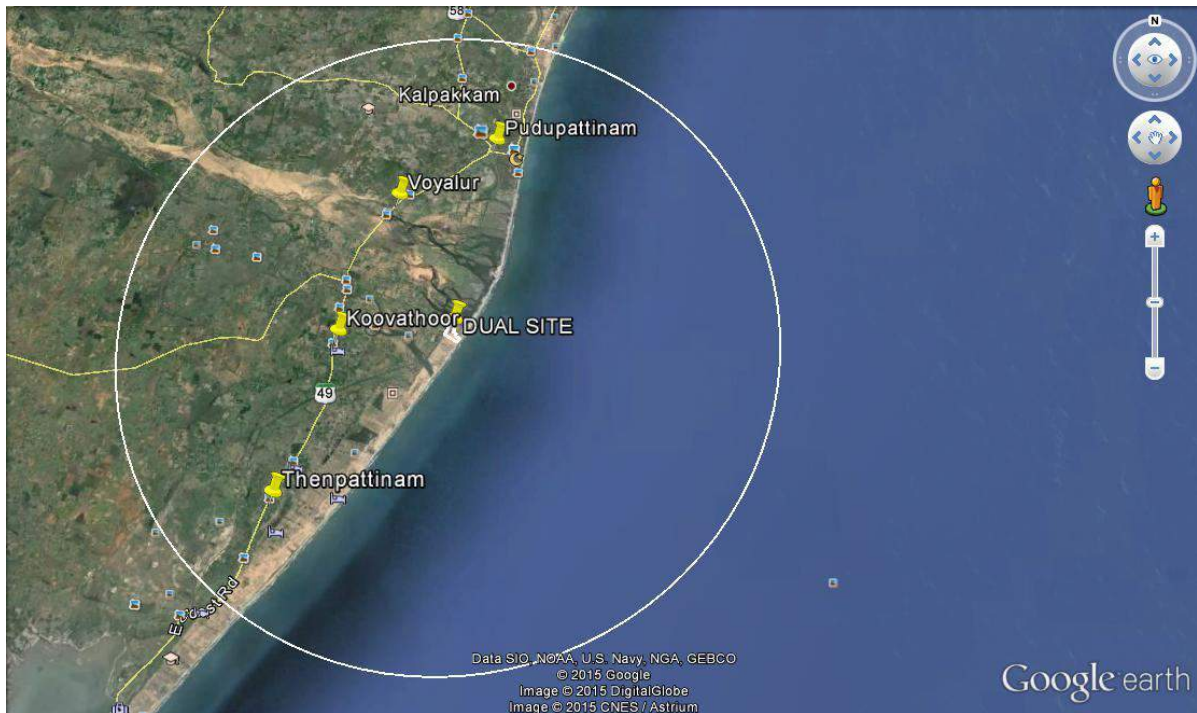 58
N
Kalpakkam
Pudupattinam
Voyalur
Koovathoor
DUAL SITE
49
Thenpattinam
Rd
Data SIO, NOAA, U.S. Navy, NGA, GEBCO
© 2015 Google
Image © 2015 DigitalGlobe
Image © 2015 CNES / Astrium
Google earth